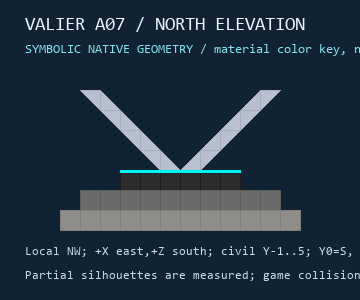 VALIER A07 / NORTH ELEVATION
SYMBOLIC NATIVE GEOMETRY / material color key, n
Local NW; +X east,+Z south; civil Y-1..5; Y0=S,
Partial silhouettes are measured; game collision